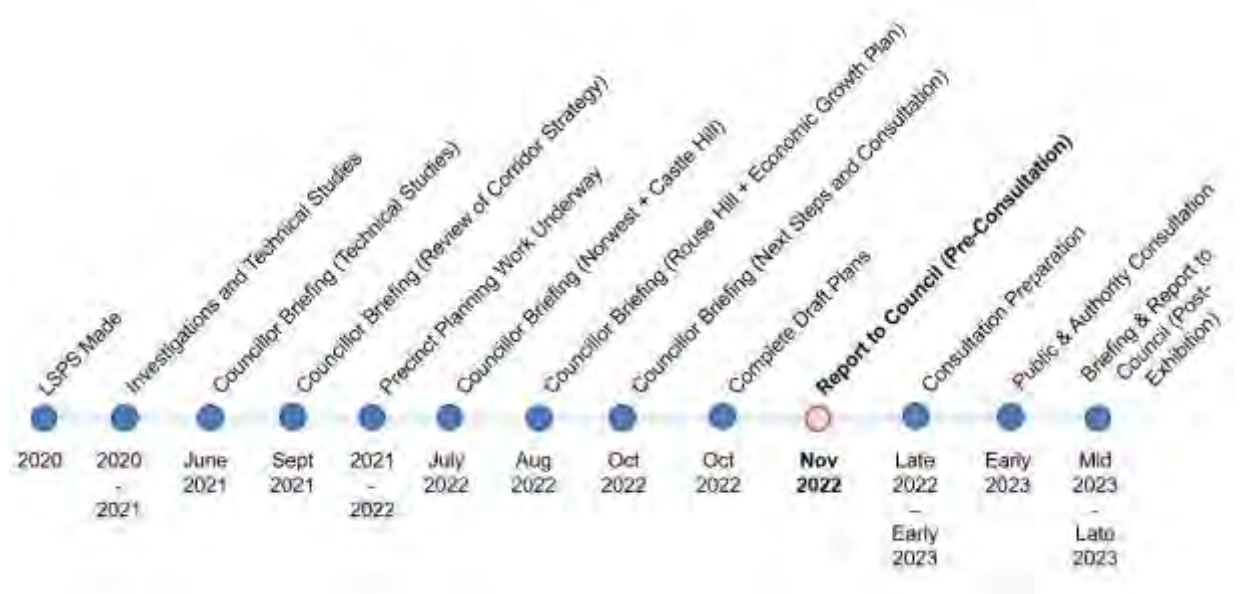 LSPS Made
Investigations and Technical Studies
Councillor Briefing (Technical Studies)
Councillor Briefing (Review of Corridor Strategy)
Precinct Planning Work Underway
Councillor Briefing (Norwest + Castle Hill)
Councillor Briefing (Rouse Hill + Economic Growth Plan)
Councillor Briefing (Next Steps and Consultation)
Complete Draft Plans
Report to Council (Pre-Consultation)
Consultation Preparation
Public & Authority Consultation
Briefing & Report to
Council (Post-
Exhibition)
2020
2020
-
2021
June
2021
Sept
2021
2021
-
2022
July
2022
Aug
2022
Oct
2022
Oct
2022
Nov
2022
Late
2022
–
Early
2023
Early
2023
Mid
2023
-
Late
2023